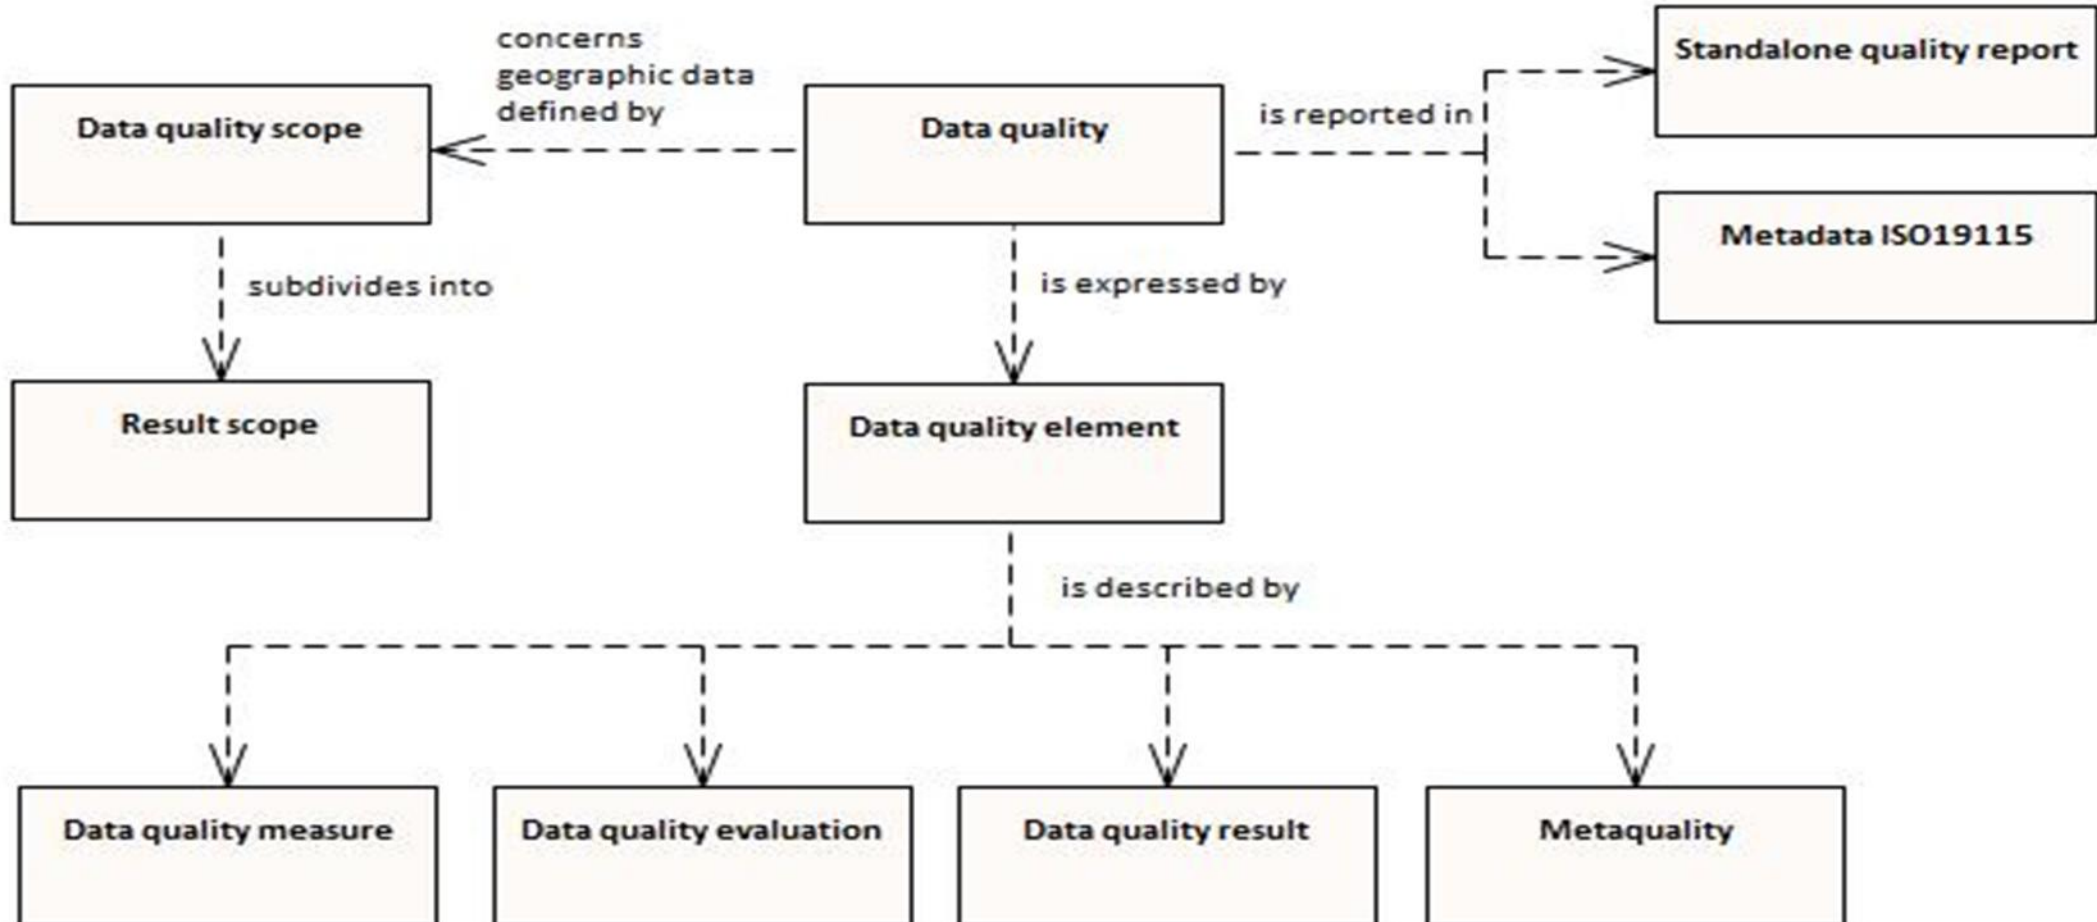 concerns
geographic data
defined by
Data quality scope
Data quality
is reported in
Standalone quality report
Metadata ISO19115
subdivides into
is expressed by
Result scope
Data quality element
is described by
Data quality measure
Data quality evaluation
Data quality result
Metaquality